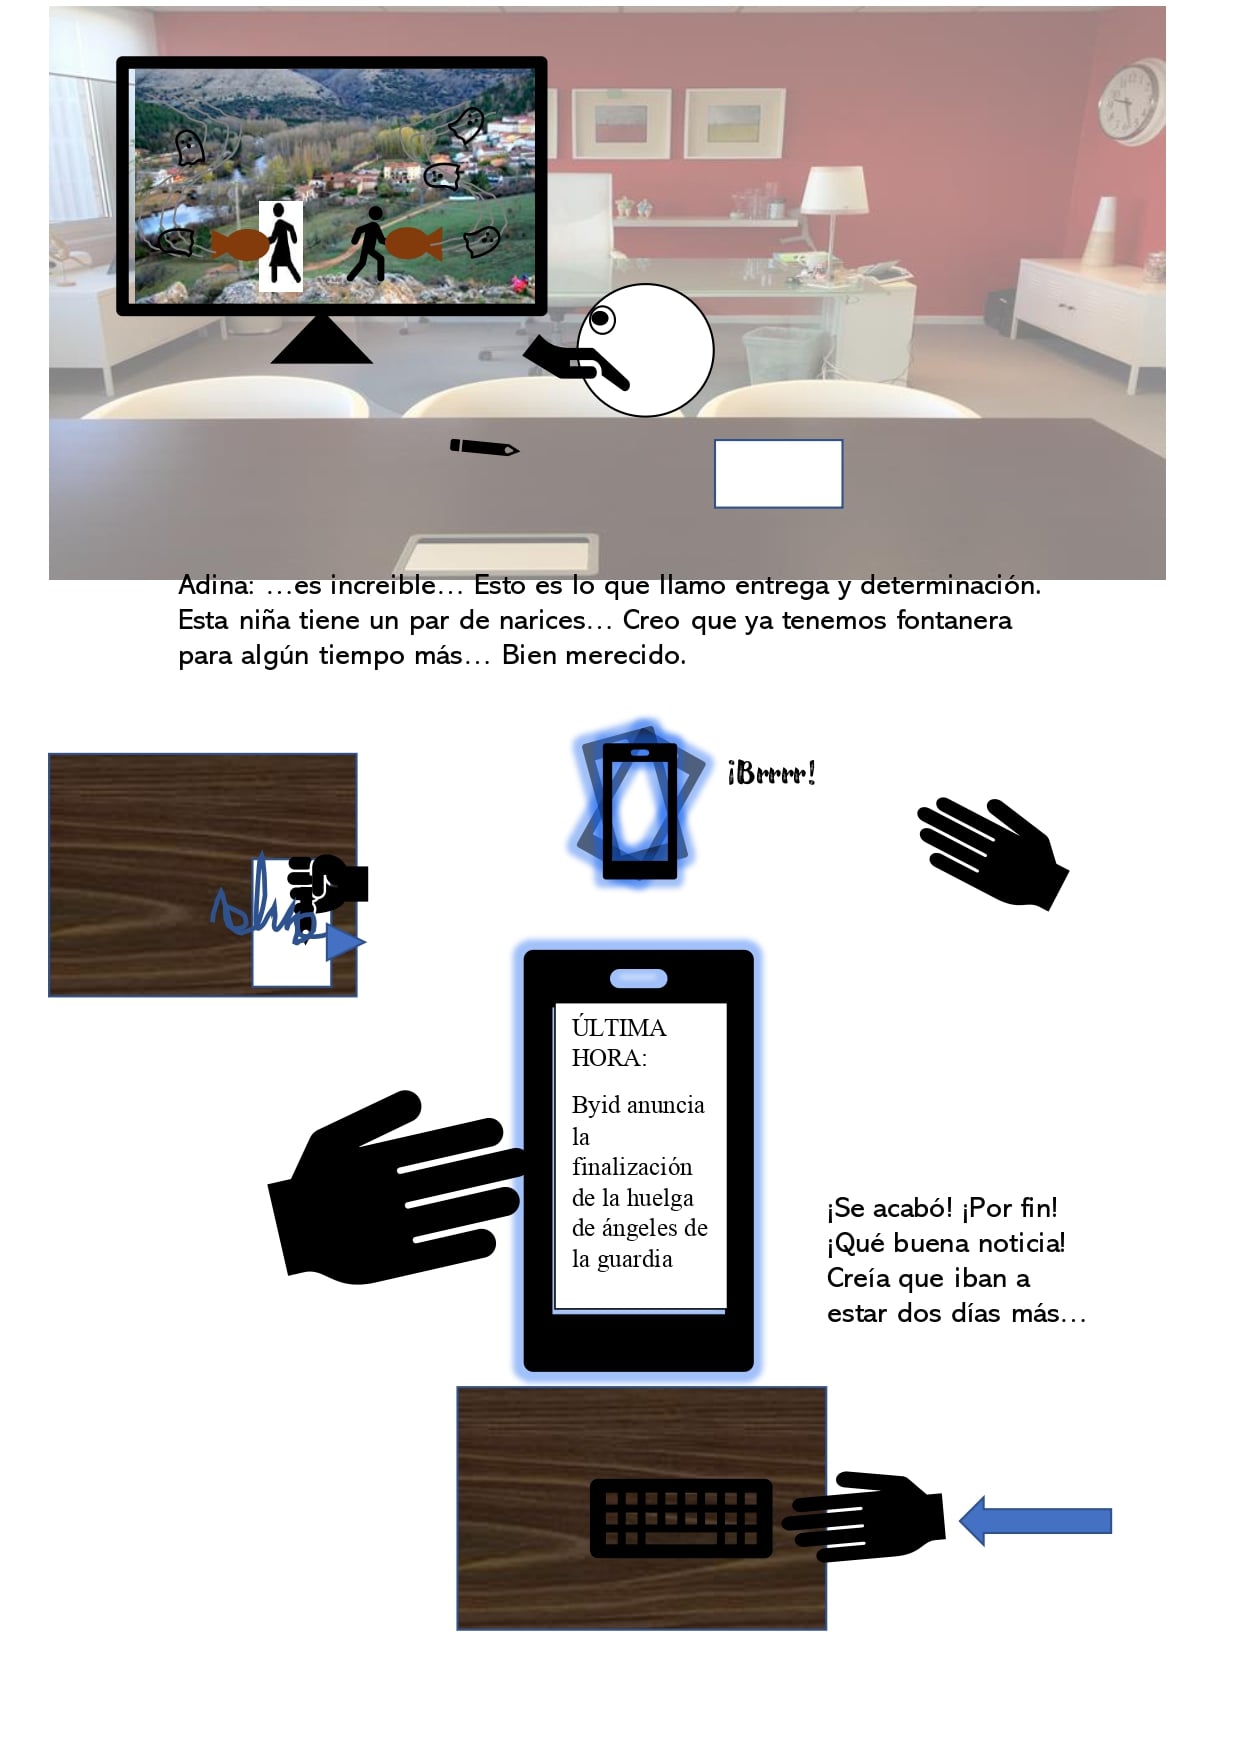 Adina: …es increible… Esto es lo que llamo entrega y determinación.
Esta niña tiene un par de narices… Creo que ya tenemos fontanera
para algún tiempo más… Bien merecido.
¡Brrrr!
ÚLTIMA
HORA:
Byid anuncia
la
finalización
de la huelga
de ángeles de
la guardia
¡Se acabó! ¡Por fin!
¡Qué buena noticia!
Creía que iban a
estar dos días más…